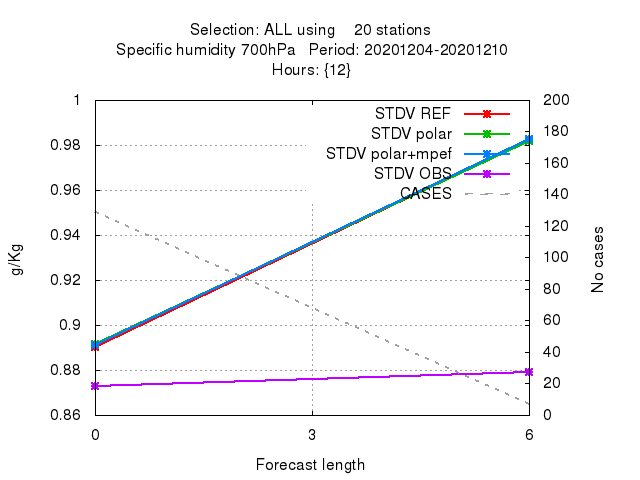 Selection: ALL using    20 stations
Specific humidity 700hPa   Period: 20201204-20201210
Hours: {12}
1
0.98
0.96
0.94
0.92
0.9
0.88
0.86
g/Kg
STDV REF
STDV polar
STDV polar+mpef
STDV OBS
CASES
200
180
160
140
120
100
80
60
40
20
0
No cases
0
3
6
Forecast length